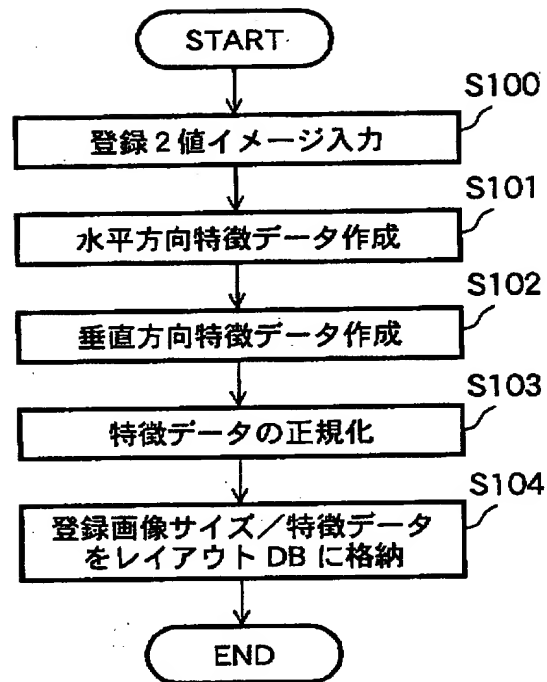 START
S100
登録2値イメージ入力
S101
水平方向特徴データ作成
S102
垂直方向特徴データ作成
S103
特徴データの正規化
S104
登録画像サイズ/特徴データ
をレイアウト DB に格納
END